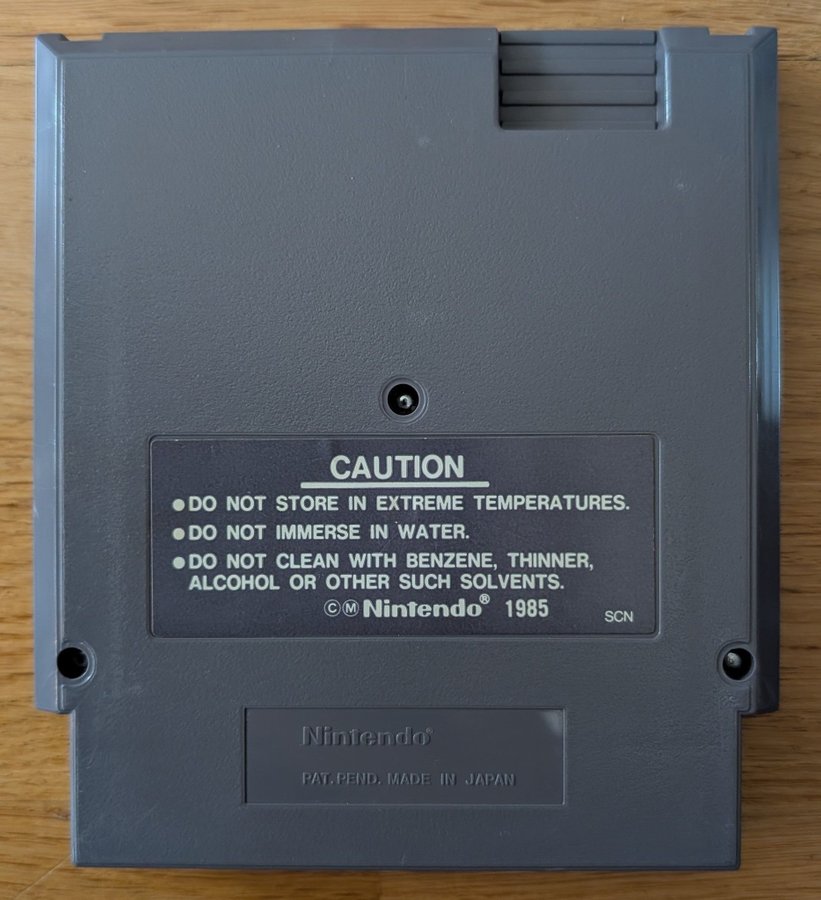 CAUTION
●DO NOT STORE IN EXTREME TEMPERATURES.
●DO NOT IMMERSE IN WATER.
●DO NOT CLEAN WITH BENZENE, THINNER,
ALCOHOL OR OTHER SUCH SOLVENTS.
ⒸⓂNintendo® 1985
SCN
Nintendo®
PAT. PEND. MADE IN JAPAN